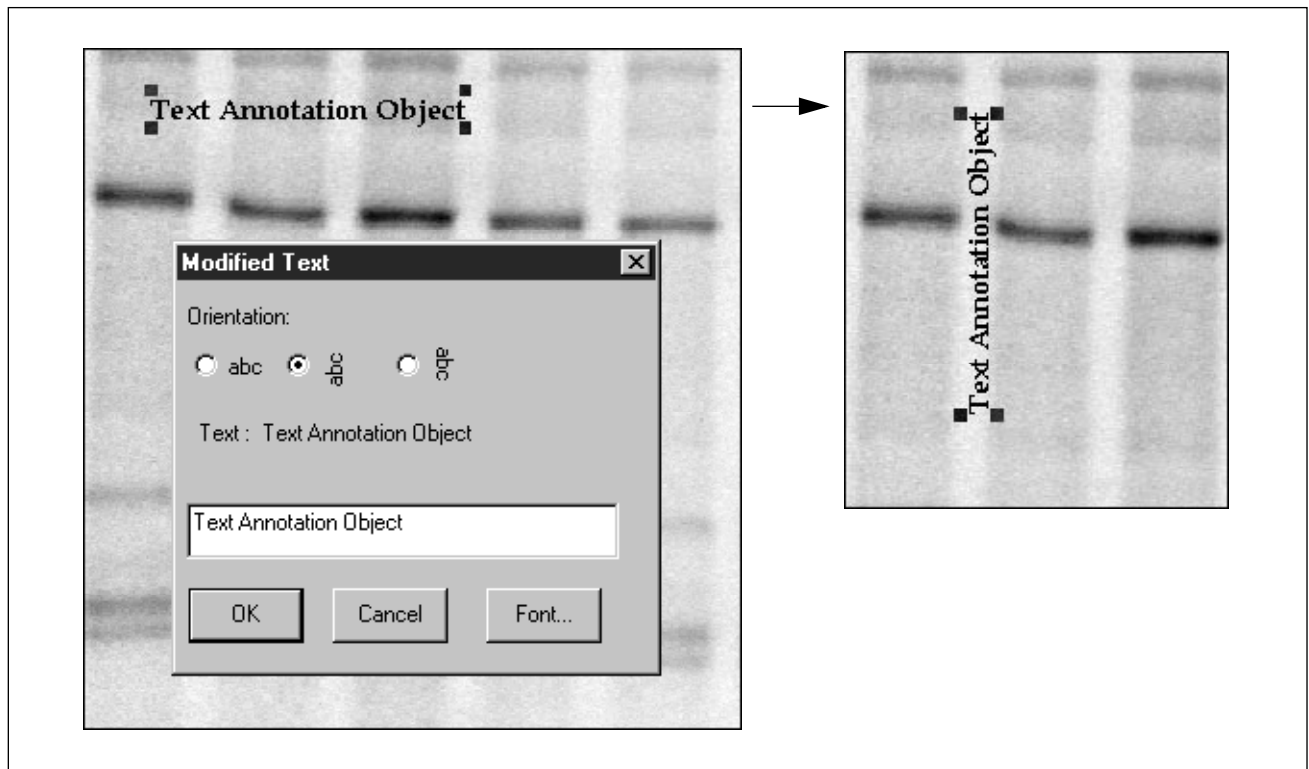 Text Annotation Object
Modified Text
Orientation:
abc abc abc
Text : Text Annotation Object
Text Annotation Object
OK Cancel Font...
Text Annotation Object